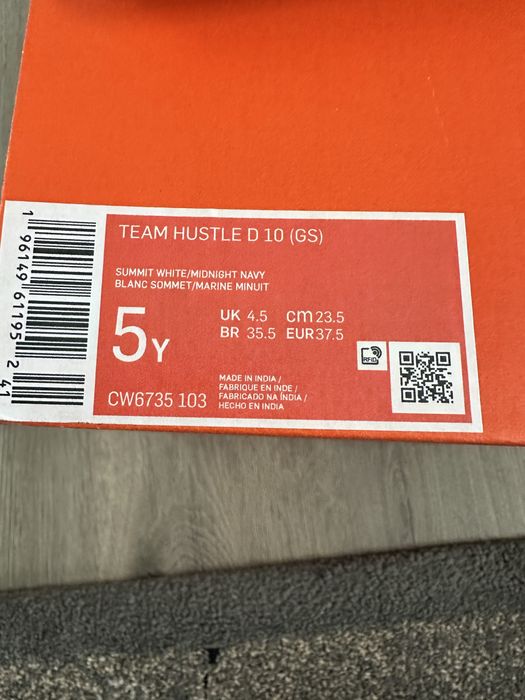 TEAM HUSTLE D 10 (GS)
SUMMIT WHITE/MIDNIGHT NAVY
BLANC SOMMET/MARINE MINUIT
5Y
UK 4.5 cm 23.5
BR 35.5 EUR 37.5
RFID
CW6735 103
MADE IN INDIA /
FABRIQUE EN INDE /
FABRICADO NA ÍNDIA /
HECHO EN INDIA
1 96149 61195 2 41